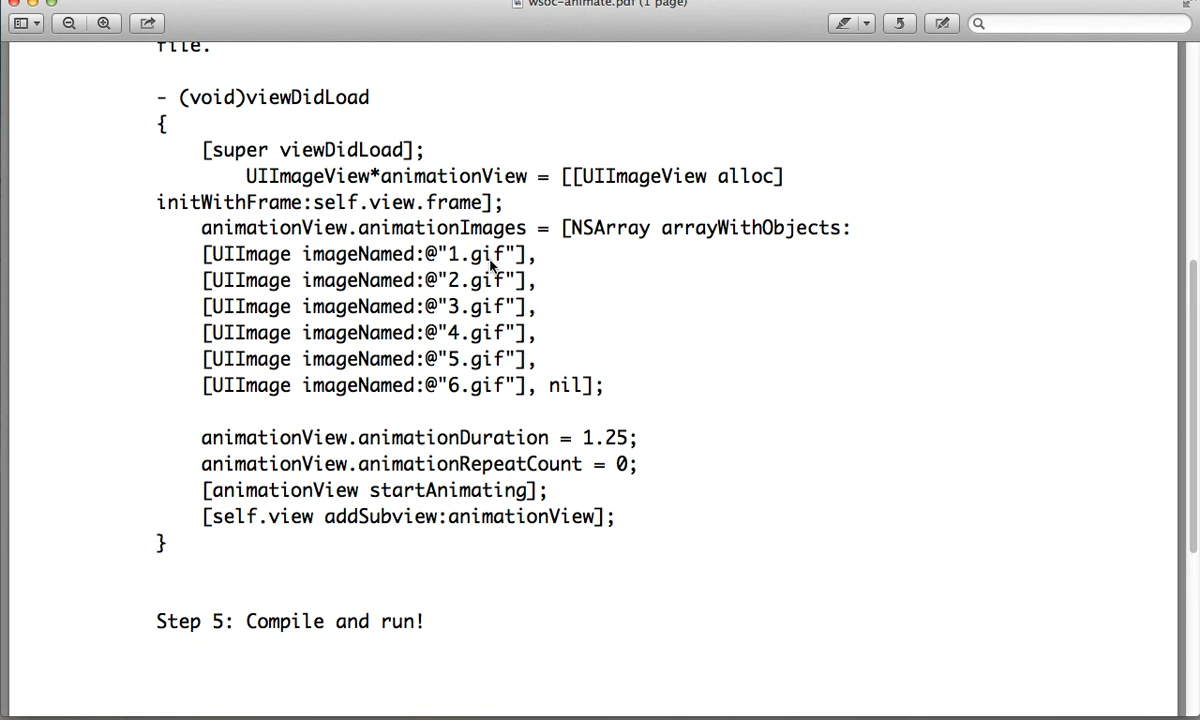 wsoc-animate.pdf (1 page)
file.
- (void)viewDidLoad
{
[super viewDidLoad];
UIImageView*animationView = [[UIImageView alloc]
initWithFrame:self.view.frame];
animationView.animationImages = [NSArray arrayWithObjects:
[UIImage imageNamed:@"1.gif"],
[UIImage imageNamed:@"2.gif"],
[UIImage imageNamed:@"3.gif"],
[UIImage imageNamed:@"4.gif"],
[UIImage imageNamed:@"5.gif"],
[UIImage imageNamed:@"6.gif"], nil];
animationView.animationDuration = 1.25;
animationView.animationRepeatCount = 0;
[animationView startAnimating];
[self.view addSubview:animationView];
}
Step 5: Compile and run!